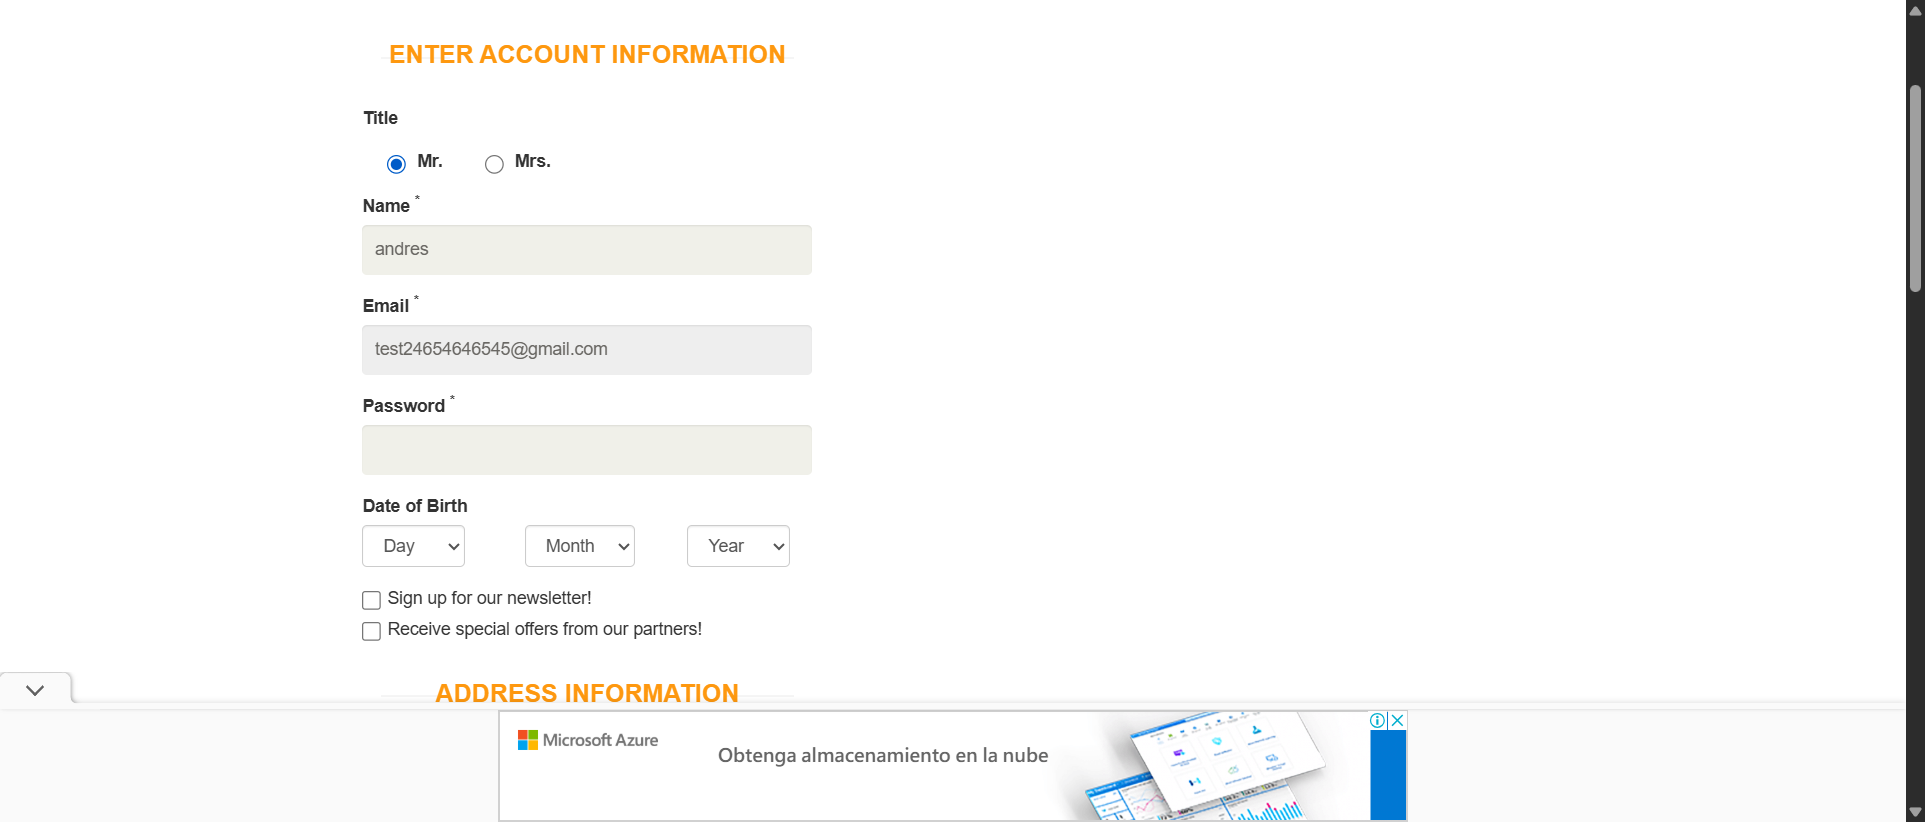 ENTER ACCOUNT INFORMATION
Title
Mr. Mrs.
Name *
andres
Email *
test24654646545@gmail.com
Password *
Date of Birth
Day Month Year
Sign up for our newsletter!
Receive special offers from our partners!
ADDRESS INFORMATION
Microsoft Azure
Obtenga almacenamiento en la nube